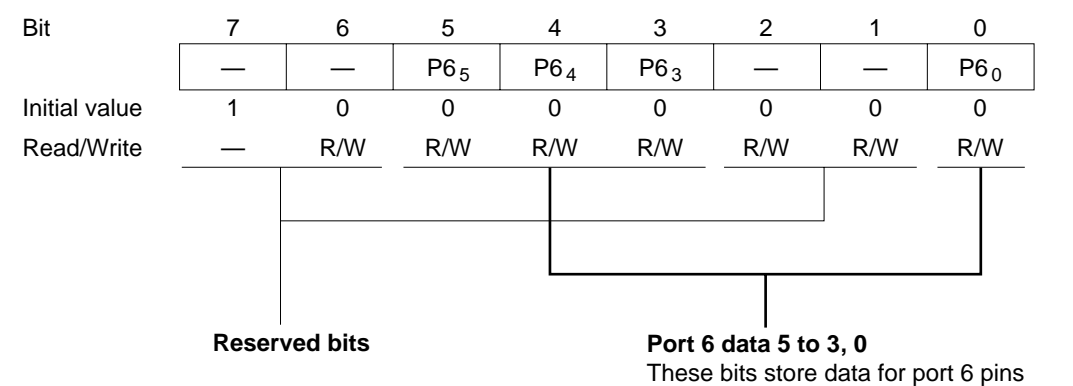 Bit 7 6 5 4 3 2 1 0
— — P6₅ P6₄ P6₃ — — P6₀
Initial value 1 0 0 0 0 0 0 0
Read/Write — R/W R/W R/W R/W R/W R/W R/W
Reserved bits
Port 6 data 5 to 3, 0
These bits store data for port 6 pins